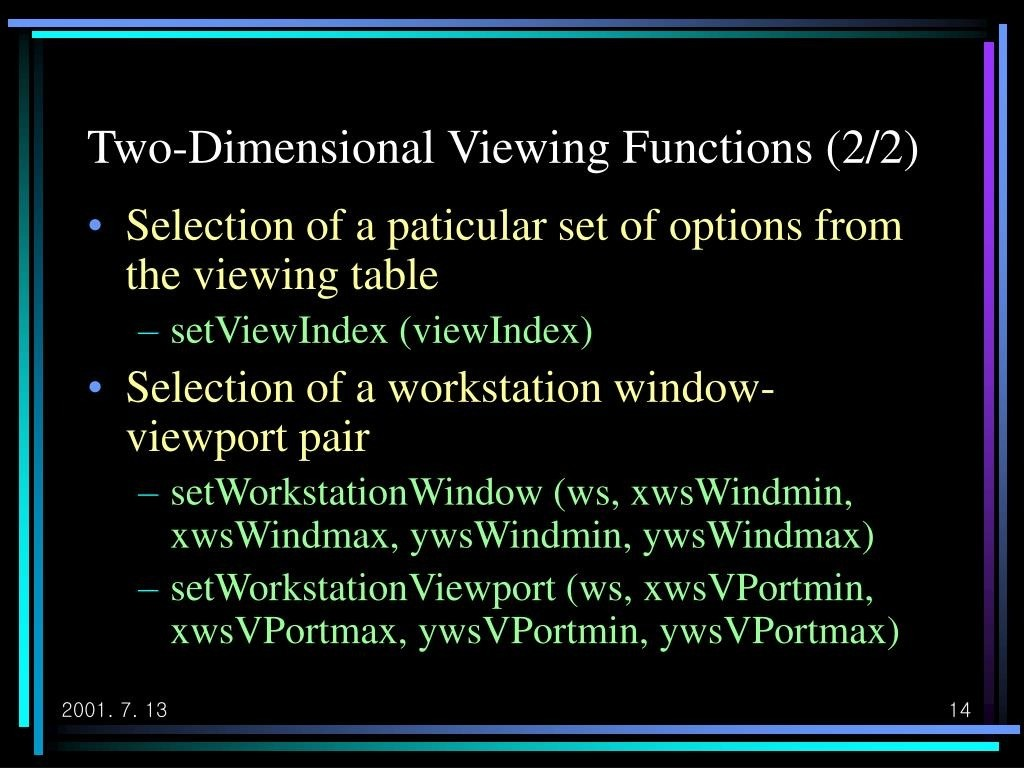 Two-Dimensional Viewing Functions (2/2)
• Selection of a paticular set of options from
the viewing table
– setViewIndex (viewIndex)
• Selection of a workstation window-
viewport pair
– setWorkstationWindow (ws, xwsWindmin,
xwsWindmax, ywsWindmin, ywsWindmax)
– setWorkstationViewport (ws, xwsVPortmin,
xwsVPortmax, ywsVPortmin, ywsVPortmax)
2001. 7. 13
14